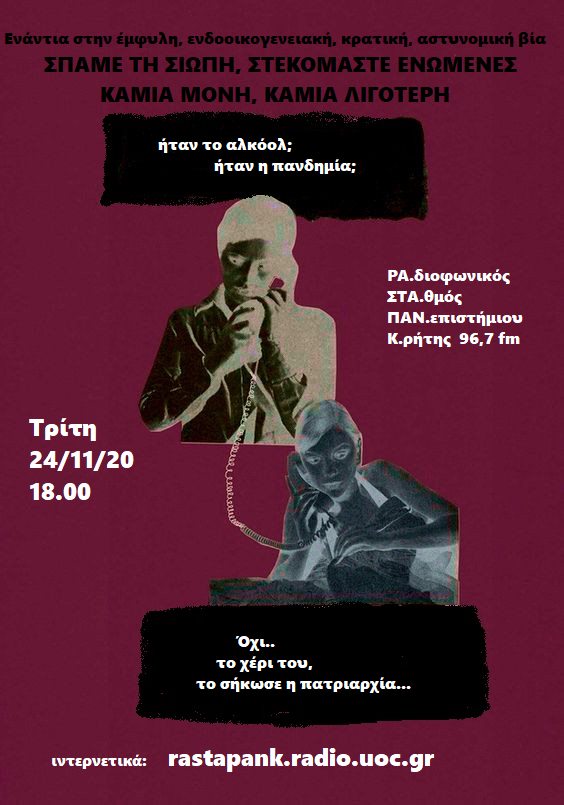 Ενάντια στην έμφυλη, ενδοοικογενειακή, κρατική, αστυνομική βία
ΣΠΑΜΕ ΤΗ ΣΙΩΠΗ, ΣΤΕΚΟΜΑΣΤΕ ΕΝΩΜΕΝΕΣ
ΚΑΜΙΑ ΜΟΝΗ, ΚΑΜΙΑ ΛΙΓΟΤΕΡΗ
ήταν το αλκόολ;
ήταν η πανδημία;
ΡΑ.διοφωνικός
ΣΤΑ.θμός
ΠΑΝ.επιστήμιου
Κ.ρήτης 96,7 fm
Τρίτη
24/11/20
18.00
Όχι..
το χέρι του,
το σήκωσε η πατριαρχία...
ιντερνετικά: rastapank.radio.uoc.gr